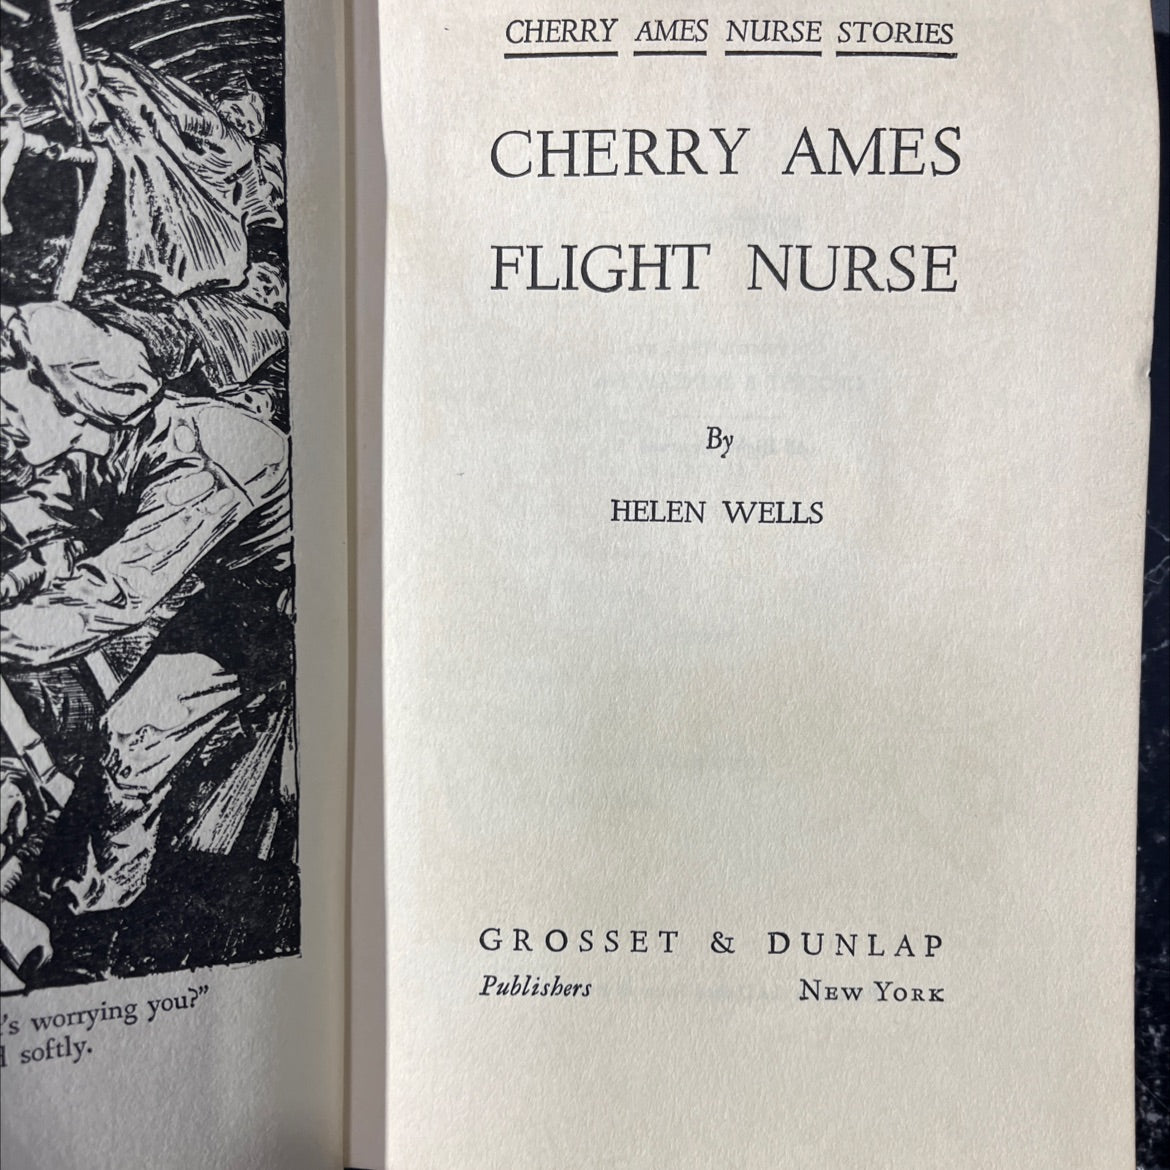 CHERRY AMES NURSE STORIES
CHERRY AMES
FLIGHT NURSE
By
HELEN WELLS
GROSSET & DUNLAP
Publishers NEW YORK
's worrying you?”
softly.